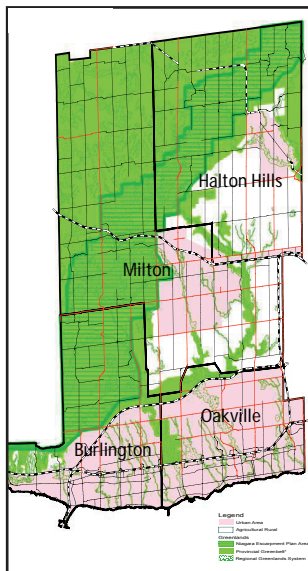 Halton Hills
Milton
Oakville
Burlington
Legend
Urban Area
Agricultural Rural
Greenlands
Niagara Escarpment Plan Area
Provincial Greenbelt*
Regional Greenlands System